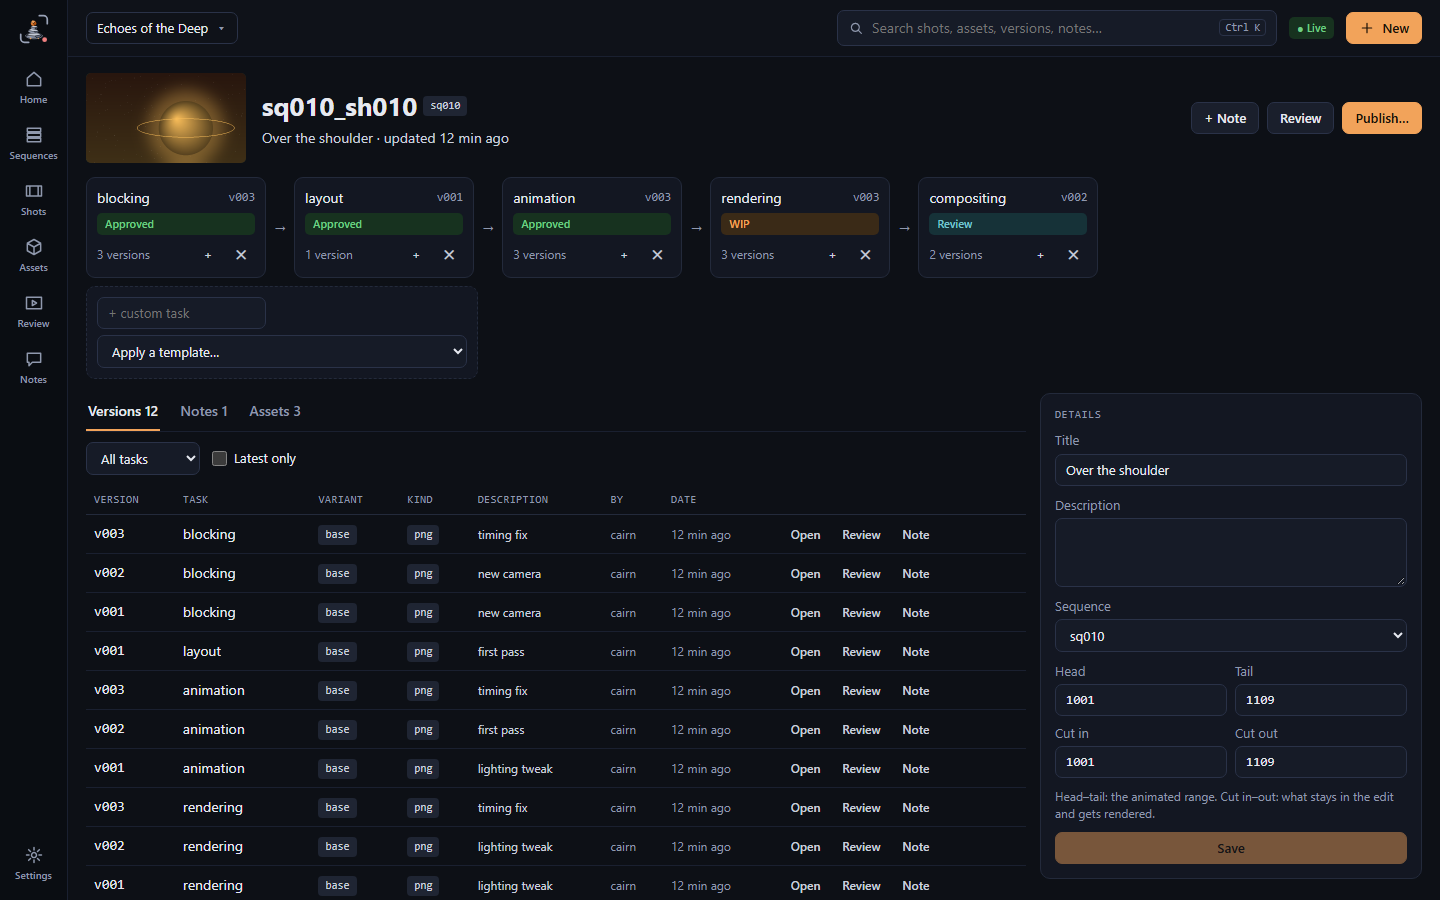 Echoes of the Deep
Search shots, assets, versions, notes...
Ctrl K
Live
+ New
Home
Sequences
Shots
Assets
Review
Notes
Settings
sq010_sh010
sq010
Over the shoulder · updated 12 min ago
+ Note
Review
Publish...
blocking v003
Approved
3 versions + ✕
→
layout v001
Approved
1 version + ✕
→
animation v003
Approved
3 versions + ✕
→
rendering v003
WIP
3 versions + ✕
→
compositing v002
Review
2 versions + ✕
+ custom task
Apply a template...
Versions 12 Notes 1 Assets 3
All tasks Latest only
VERSION TASK VARIANT KIND DESCRIPTION BY DATE
v003 blocking base png timing fix cairn 12 min ago Open Review Note
v002 blocking base png new camera cairn 12 min ago Open Review Note
v001 blocking base png new camera cairn 12 min ago Open Review Note
v001 layout base png first pass cairn 12 min ago Open Review Note
v003 animation base png timing fix cairn 12 min ago Open Review Note
v002 animation base png first pass cairn 12 min ago Open Review Note
v001 animation base png lighting tweak cairn 12 min ago Open Review Note
v003 rendering base png timing fix cairn 12 min ago Open Review Note
v002 rendering base png lighting tweak cairn 12 min ago Open Review Note
v001 rendering base png lighting tweak cairn 12 min ago Open Review Note
DETAILS
Title
Over the shoulder
Description
Sequence
sq010
Head Tail
1001 1109
Cut in Cut out
1001 1109
Head–tail: the animated range. Cut in–out: what stays in the edit
and gets rendered.
Save